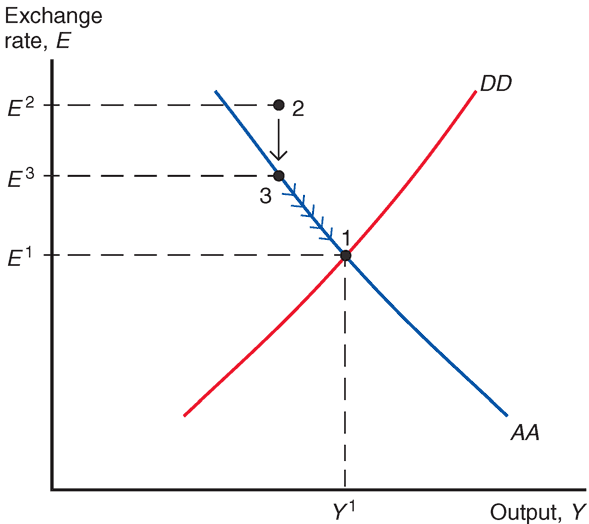 Exchange
rate, E
DD
E²
2
E³
3
1
E¹
AA
Y¹
Output, Y